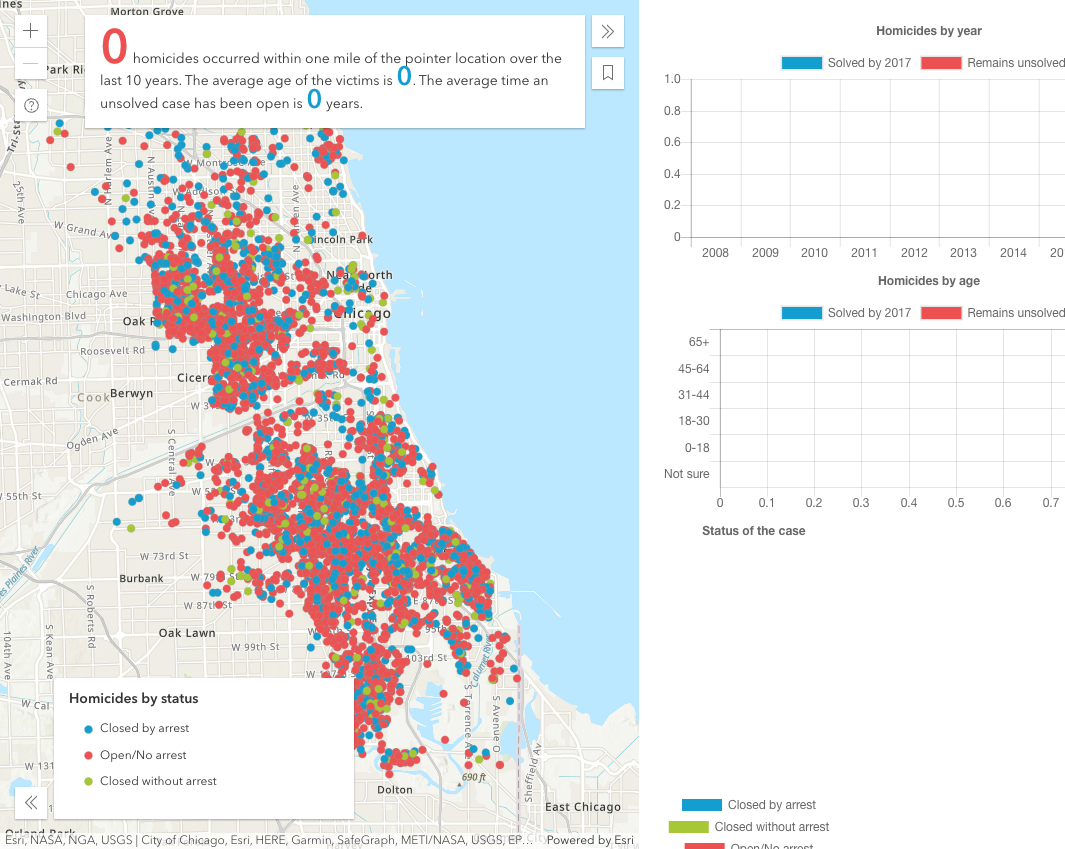 Morton Grove
0 homicides occurred within one mile of the pointer location over the
last 10 years. The average age of the victims is 0. The average time an
unsolved case has been open is 0 years.
Homicides by year
Solved by 2017
Remains unsolved
1.0
0.8
0.6
0.4
0.2
0
2008
2009
2010
2011
2012
2013
2014
20
Homicides by age
Solved by 2017
Remains unsolved
65+
45-64
31-44
18-30
0-18
Not sure
0
0.1
0.2
0.3
0.4
0.5
0.6
0.7
Status of the case
Closed by arrest
Closed without arrest
Open/No arrest
25th Ave
N Harlem Ave
W Grand Av
Lake St
Chicago Ave
Washington Blvd
Oak
Roosevelt Rd
Cermak Rd
Cook
Berwyn
Cicer
Ogden Ave
S Central Ave
Lincoln Park
Chicago
55th St
W 73rd St
Burbank
W 79
W 87th St
S Roberts Rd
Oak Lawn
W 99th St
103rd St
104th Ave
S Kean Ave
W Cal
W 131
Calumet River
S Torrence A
S Avenue O
Sheffield Av
690 ft
Dolton
East Chicago
Orland Park
Harvey
Homicides by status
Closed by arrest
Open/No arrest
Closed without arrest
Esri, NASA, NGA, USGS | City of Chicago, Esri, HERE, Garmin, SafeGraph, METI/NASA, USGS, EP...
Powered by Esri